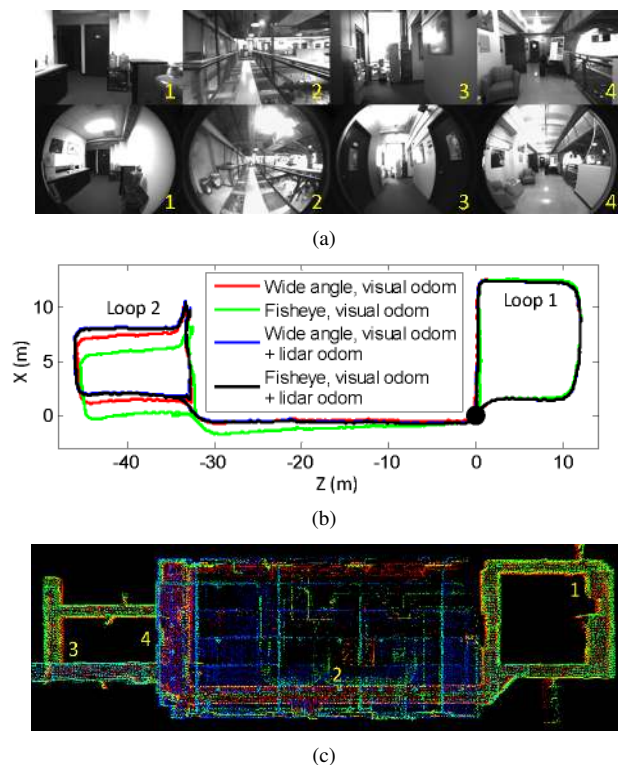 1 2 3 4
1 2 3 4
(a)
X (m)
10
5
0
Loop 2
Wide angle, visual odom
Fisheye, visual odom
Wide angle, visual odom
+ lidar odom
Fisheye, visual odom
+ lidar odom
Loop 1
-40 -30 -20 -10 0 10
Z (m)
(b)
1
3 4
2
(c)